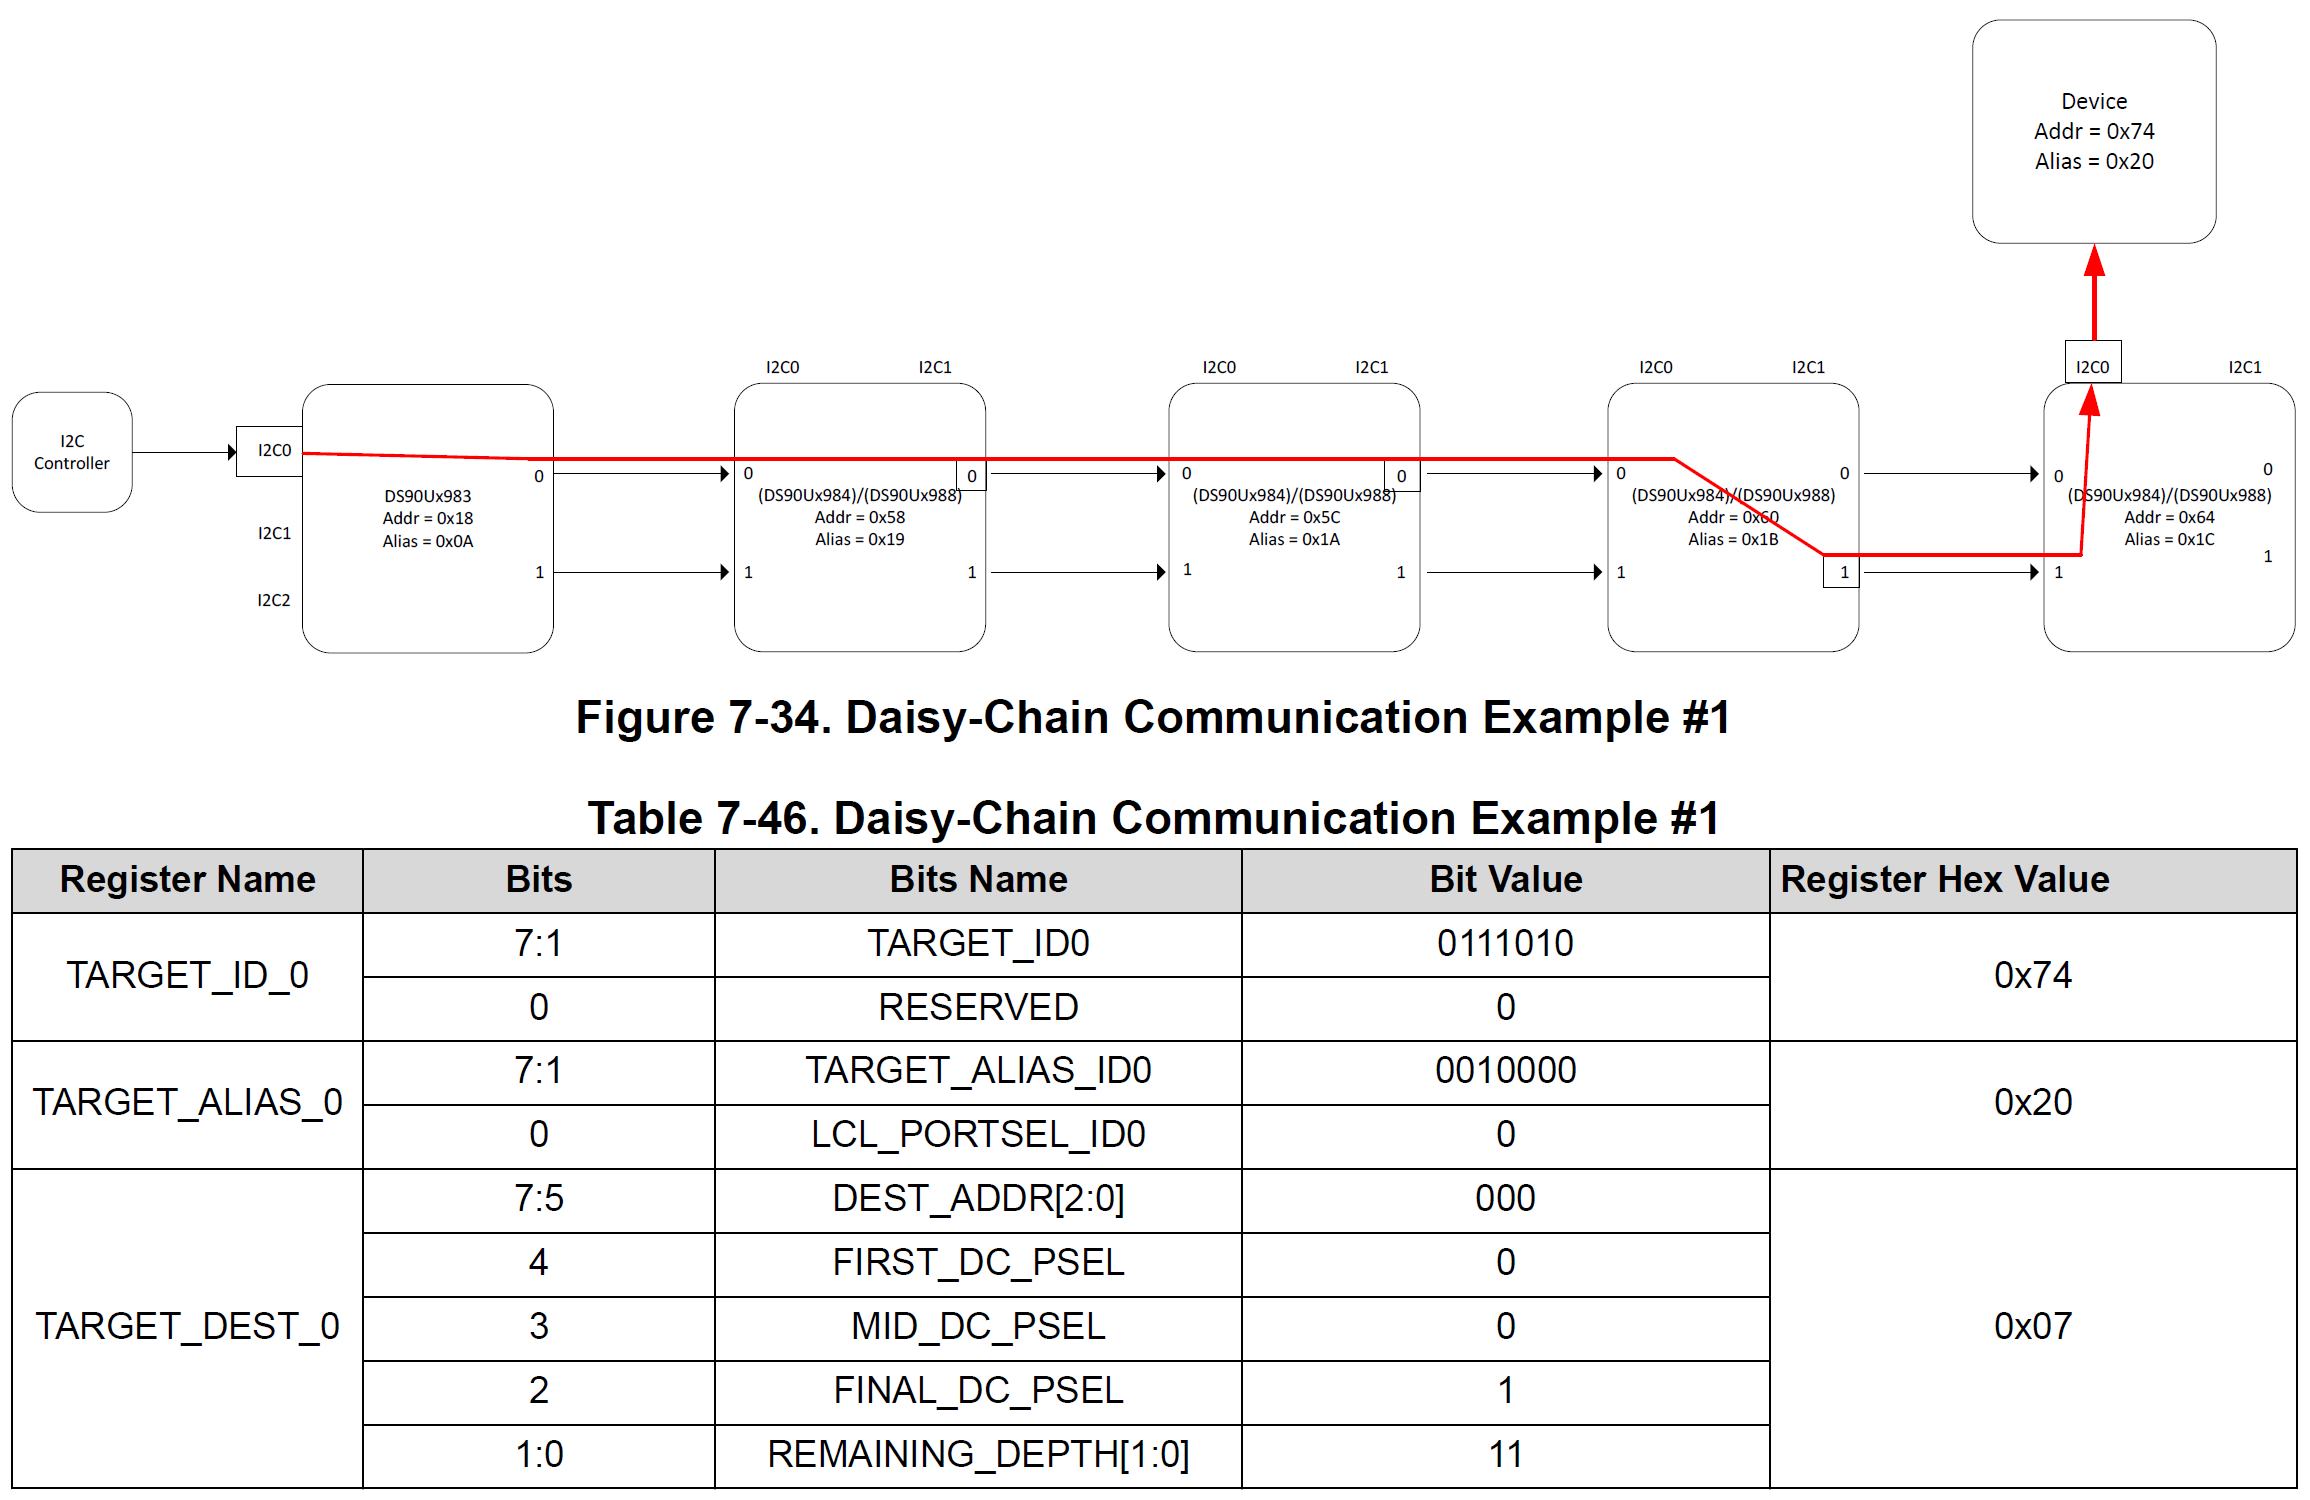 Device
Addr = 0x74
Alias = 0x20
I2C
Controller
I2C0
I2C1
I2C2
DS90Ux983
Addr = 0x18
Alias = 0x0A
0
1
I2C0
I2C1
0
0
(DS90Ux984)/(DS90Ux988)
Addr = 0x58
Alias = 0x19
1
1
I2C0
I2C1
0
0
(DS90Ux984)/(DS90Ux988)
Addr = 0x5C
Alias = 0x1A
1
1
I2C0
I2C1
0
0
(DS90Ux984)/(DS90Ux988)
Addr = 0x60
Alias = 0x1B
1
1
I2C0
I2C1
0
0
(DS90Ux984)/(DS90Ux988)
Addr = 0x64
Alias = 0x1C
1
1
Figure 7-34. Daisy-Chain Communication Example #1
Table 7-46. Daisy-Chain Communication Example #1
Register Name Bits Bits Name Bit Value Register Hex Value
TARGET_ID_0 7:1 TARGET_ID0 0111010 0x74
0 RESERVED 0
TARGET_ALIAS_0 7:1 TARGET_ALIAS_ID0 0010000 0x20
0 LCL_PORTSEL_ID0 0
TARGET_DEST_0 7:5 DEST_ADDR[2:0] 000 0x07
4 FIRST_DC_PSEL 0
3 MID_DC_PSEL 0
2 FINAL_DC_PSEL 1
1:0 REMAINING_DEPTH[1:0] 11